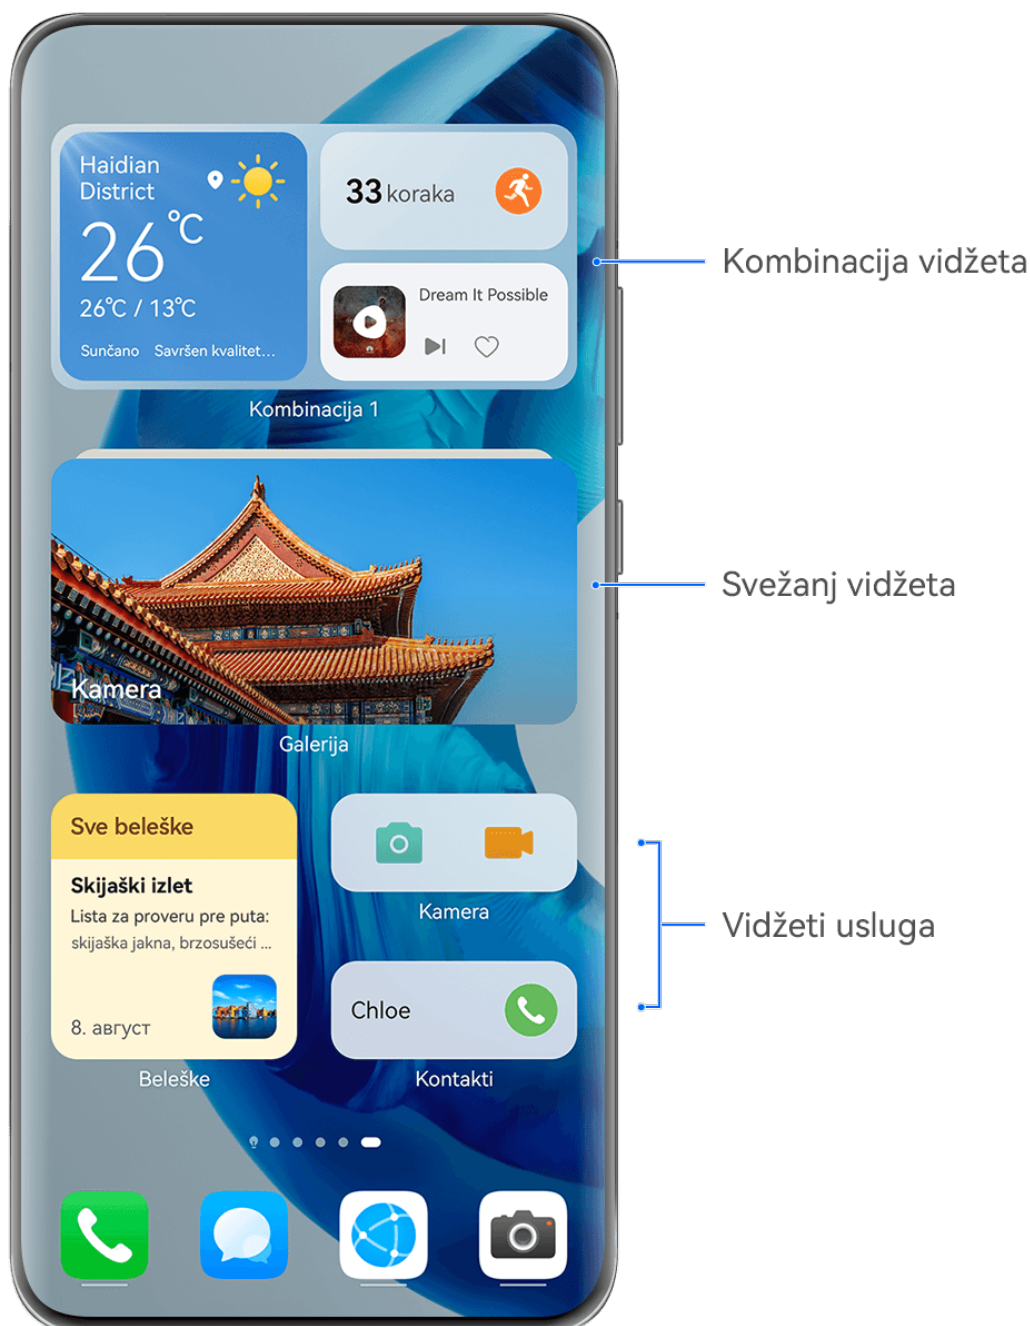 Haidian
District
26°C
26°C / 13°C
Sunčano Savršen kvalitet...
33 koraka
Dream It Possible
Kombinacija 1
Kombinacija vidžeta
Kamera
Galerija
Svežanj vidžeta
Sve beleške
Skijaški izlet
Lista za proveru pre puta:
skijaška jakna, brzosušeći ...
8. август
Beleške
Kamera
Chloe
Kontakti
Vidžeti usluga